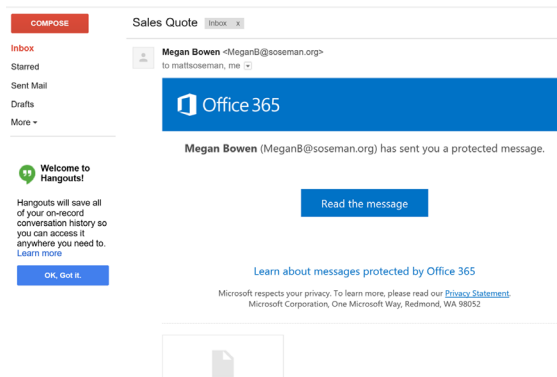 COMPOSE
Inbox
Starred
Sent Mail
Drafts
More
Welcome to
Hangouts!
Hangouts will save all
of your on-record
conversation history so
you can access it
anywhere you need to.
Learn more
OK, Got it.
Sales Quote Inbox x
Megan Bowen <MeganB@soseman.org>
to mattsoseman, me
Office 365
Megan Bowen (MeganB@soseman.org) has sent you a protected message.
Read the message
Learn about messages protected by Office 365
Microsoft respects your privacy. To learn more, please read our Privacy Statement.
Microsoft Corporation, One Microsoft Way, Redmond, WA 98052